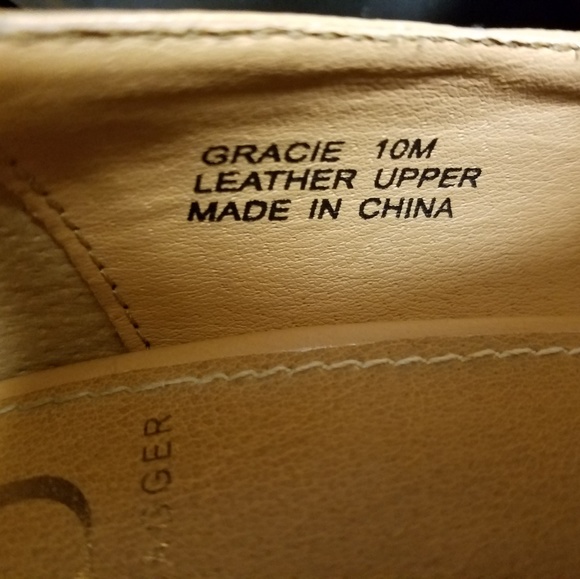 GRACIE 10M
LEATHER UPPER
MADE IN CHINA